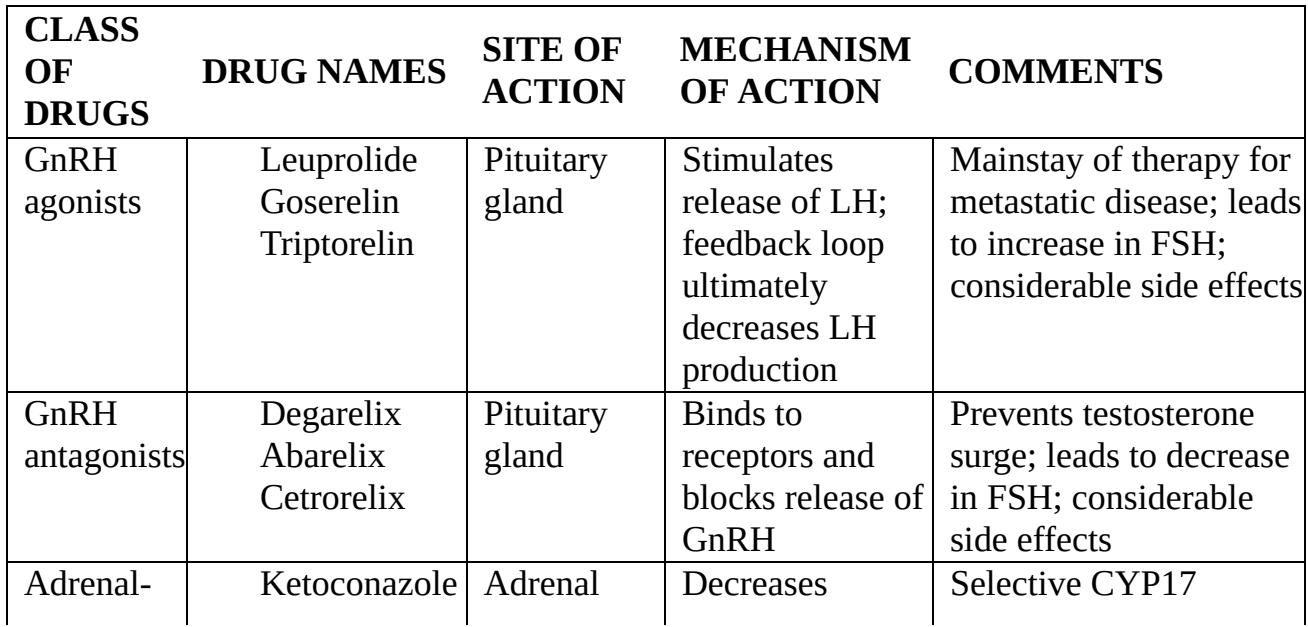 CLASS OF DRUGS | DRUG NAMES | SITE OF ACTION | MECHANISM OF ACTION | COMMENTS
GnRH agonists | Leuprolide Goserelin Triptorelin | Pituitary gland | Stimulates release of LH; feedback loop ultimately decreases LH production | Mainstay of therapy for metastatic disease; leads to increase in FSH; considerable side effects
GnRH antagonists | Degarelix Abarelix Cetrorelix | Pituitary gland | Binds to receptors and blocks release of GnRH | Prevents testosterone surge; leads to decrease in FSH; considerable side effects
Adrenal- | Ketoconazole | Adrenal | Decreases | Selective CYP17